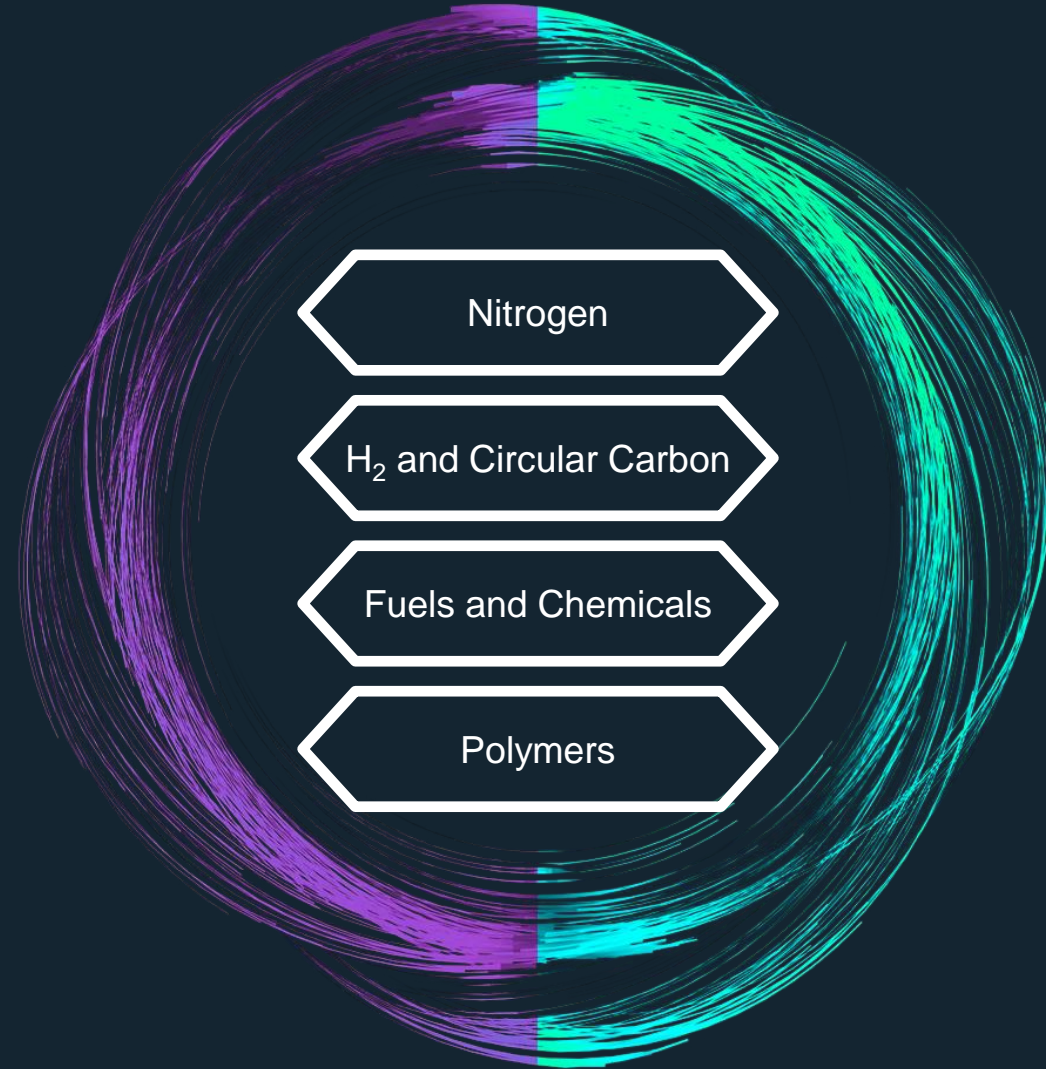 Nitrogen
H₂ and Circular Carbon
Fuels and Chemicals
Polymers